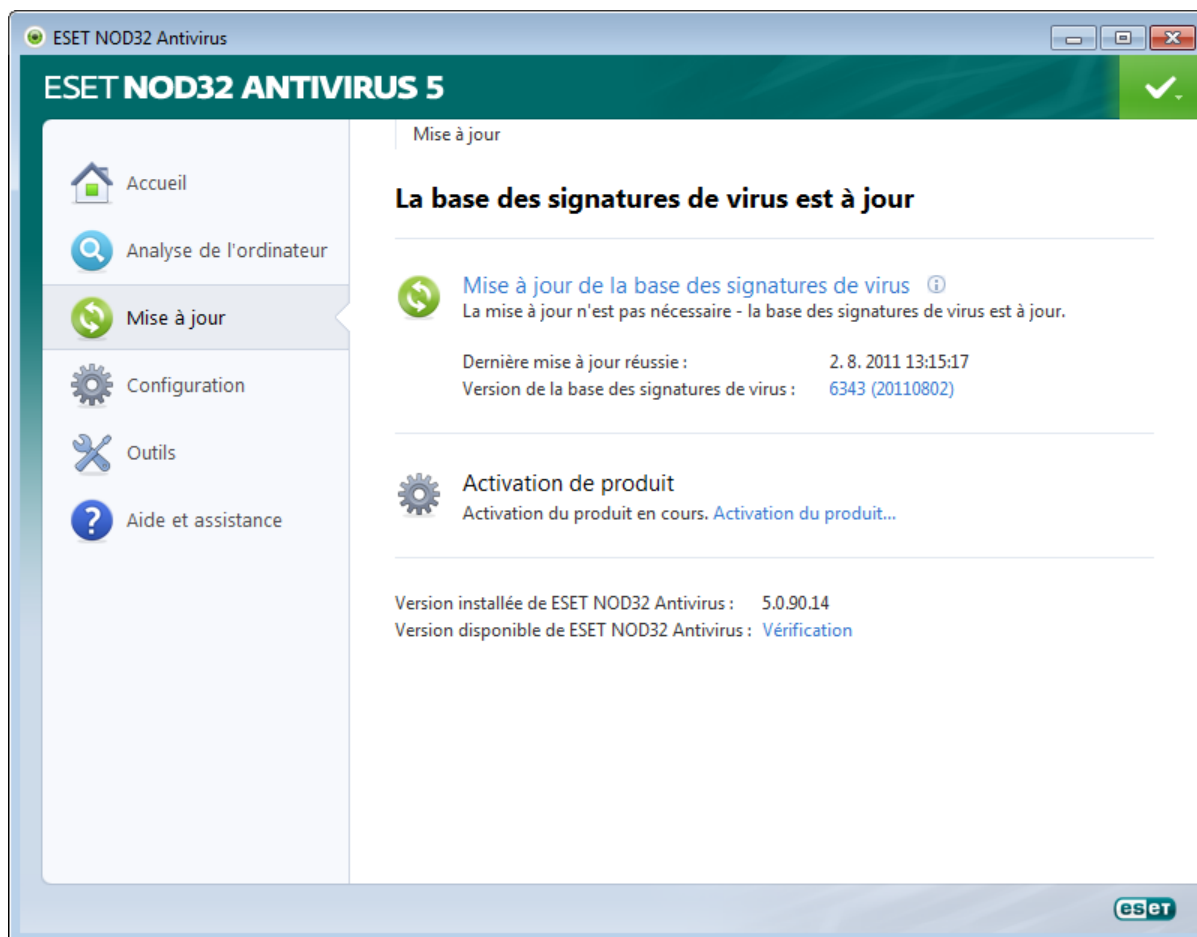 ESET NOD32 Antivirus
ESET NOD32 ANTIVIRUS 5
Accueil
Analyse de l'ordinateur
Mise à jour
Configuration
Outils
Aide et assistance
Mise à jour
La base des signatures de virus est à jour
Mise à jour de la base des signatures de virus
La mise à jour n'est pas nécessaire - la base des signatures de virus est à jour.
Dernière mise à jour réussie : 2. 8. 2011 13:15:17
Version de la base des signatures de virus : 6343 (20110802)
Activation de produit
Activation du produit en cours. Activation du produit...
Version installée de ESET NOD32 Antivirus : 5.0.90.14
Version disponible de ESET NOD32 Antivirus : Vérification
eseT